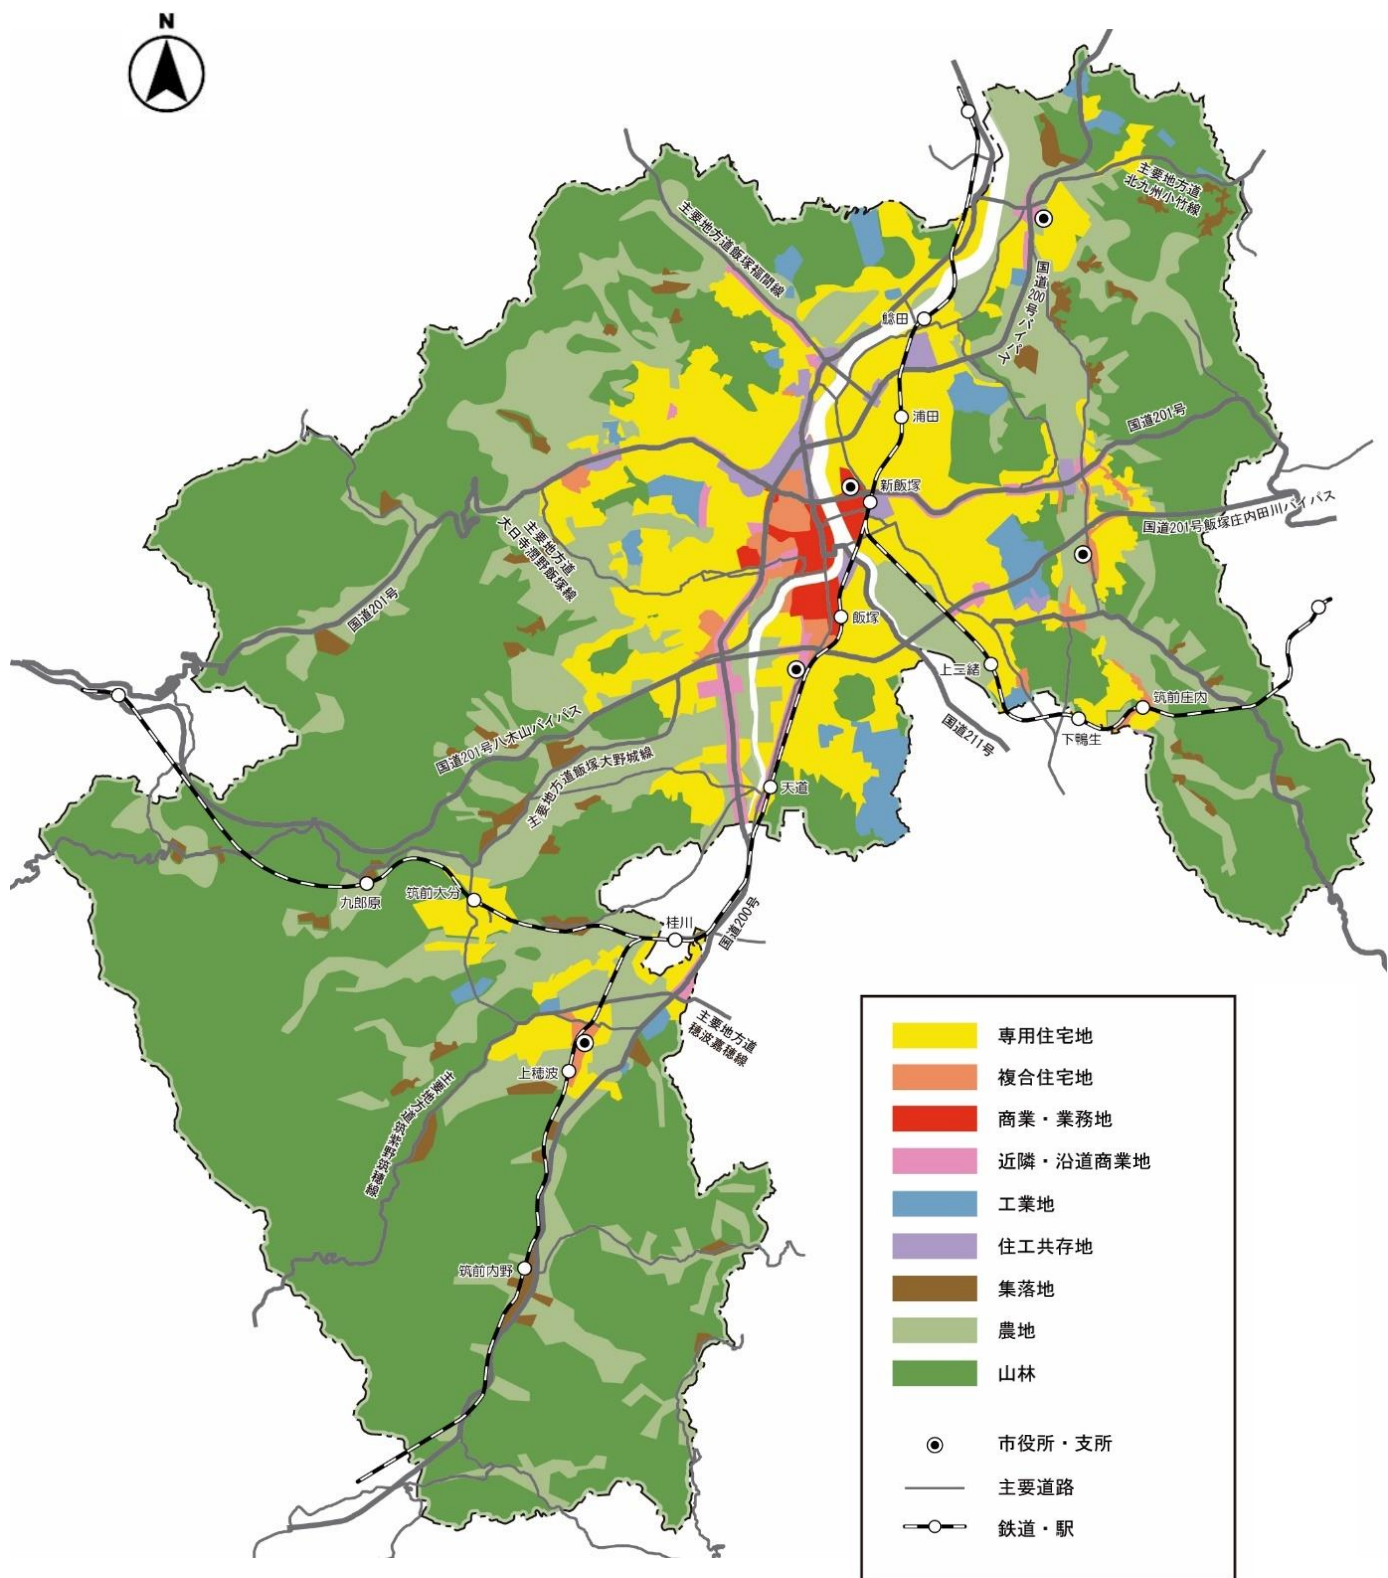 N
主要地方道
北九州小竹線
主要地方道飯塚福間線
国道200号バイパス
鯰田
浦田
国道201号
新飯塚
国道201号飯塚庄内田川バイパス
主要地方道
大日寺潤野飯塚線
国道201号
飯塚
上三緒
筑前庄内
国道211号
下鴨生
国道201号八木山バイパス
主要地方道飯塚大野城線
天道
九郎原
筑前大分
桂川
国道200号
主要地方道
穂波嘉穂線
上穂波
主要地方道筑紫野筑穂線
筑前内野
専用住宅地
複合住宅地
商業・業務地
近隣・沿道商業地
工業地
住工共存地
集落地
農地
山林
市役所・支所
主要道路
鉄道・駅